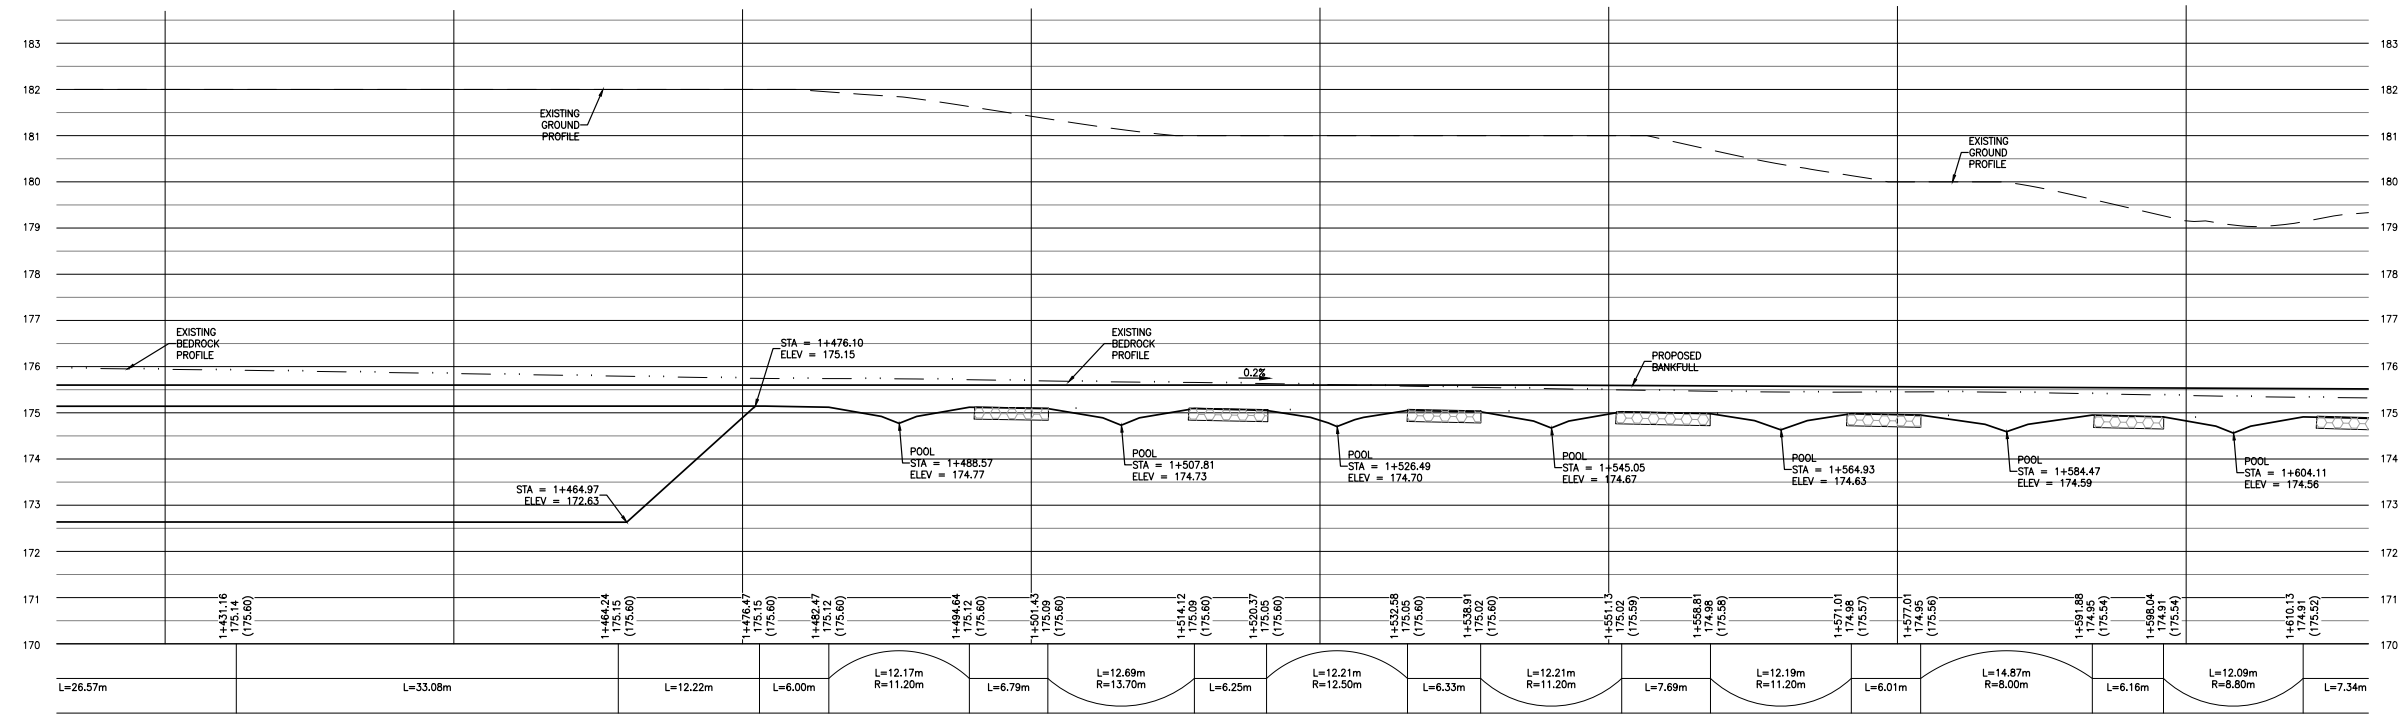 183
183
182
182
EXISTING
GROUND
PROFILE
181
181
EXISTING
GROUND
PROFILE
180
180
179
179
178
178
177
177
EXISTING
BEDROCK
PROFILE
STA = 1+476.10
ELEV = 175.15
EXISTING
BEDROCK
PROFILE
PROPOSED
BANKFULL
176
176
0.2%
175
175
POOL
STA = 1+488.57
ELEV = 174.77
POOL
STA = 1+507.81
ELEV = 174.73
POOL
STA = 1+526.49
ELEV = 174.70
POOL
STA = 1+545.05
ELEV = 174.67
POOL
STA = 1+564.93
ELEV = 174.63
POOL
STA = 1+584.47
ELEV = 174.59
POOL
STA = 1+604.11
ELEV = 174.56
174
174
STA = 1+464.97
ELEV = 172.63
173
173
172
172
171
171
1+431.16
175.14
(175.60)
1+464.24
175.15
(175.60)
1+476.47
175.15
(175.60)
1+482.47
175.12
(175.60)
1+494.64
175.12
(175.60)
1+501.43
175.09
(175.60)
1+514.12
175.09
(175.60)
1+520.37
175.05
(175.60)
1+532.58
175.05
(175.60)
1+538.91
175.02
(175.60)
1+551.13
175.02
(175.59)
1+558.81
174.98
(175.58)
1+571.01
174.98
(175.57)
1+577.01
174.95
(175.56)
1+591.88
174.95
(175.54)
1+598.04
174.91
(175.54)
1+610.13
174.91
(175.52)
170
170
L=26.57m
L=33.08m
L=12.22m
L=6.00m
L=12.17m
R=11.20m
L=6.79m
L=12.69m
R=13.70m
L=6.25m
L=12.21m
R=12.50m
L=6.33m
L=12.21m
R=11.20m
L=7.69m
L=12.19m
R=11.20m
L=6.01m
L=14.87m
R=8.00m
L=6.16m
L=12.09m
R=8.80m
L=7.34m